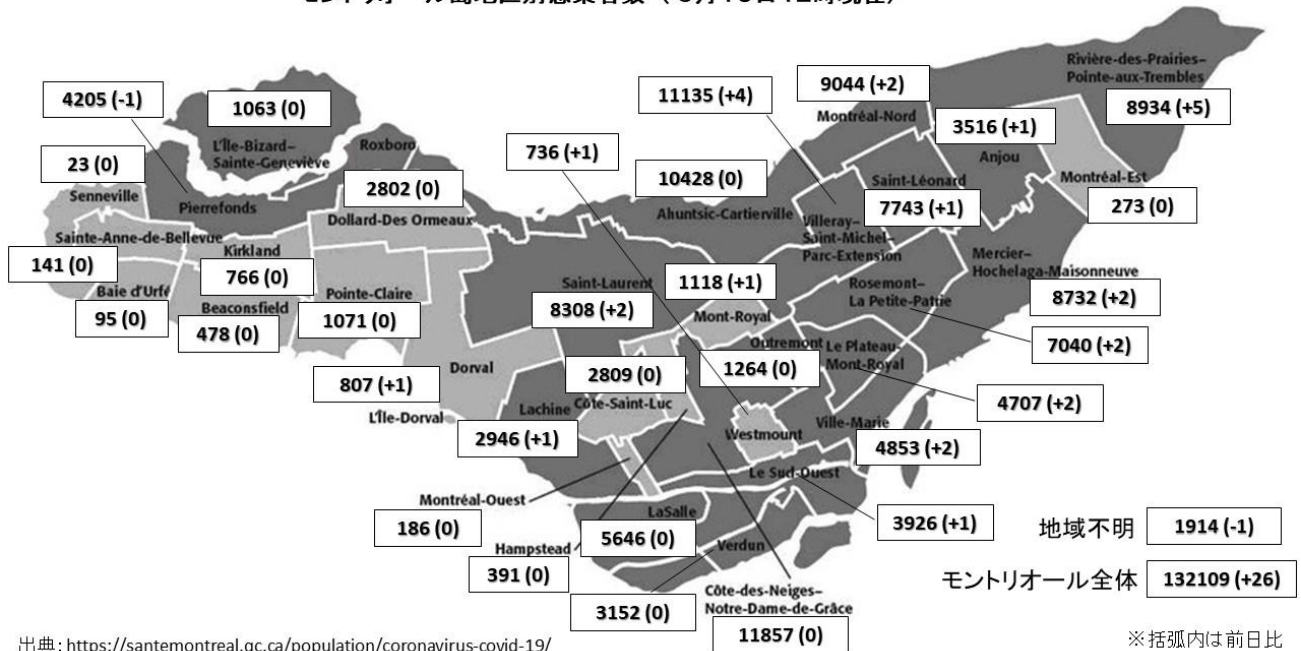 9044 (+2)
Rivière-des-Prairies–
Pointe-aux-Trembles
4205 (-1)
1063 (0)
11135 (+4)
Montréal-Nord
8934 (+5)
3516 (+1)
Anjou
L'Île-Bizard–
Sainte-Geneviève
Roxboro
736 (+1)
23 (0)
Senneville
2802 (0)
10428 (0)
Saint-Léonard
7743 (+1)
Montréal-Est
273 (0)
Pierrefonds
Dollard-Des Ormeaux
Ahuntsic-Cartierville
Villeray–
Saint-Michel–
Parc-Extension
Sainte-Anne-de-Bellevue
141 (0)
Kirkland
766 (0)
Mercier–
Hochelaga-Maisonneuve
8732 (+2)
Baie d'Urfé
95 (0)
Beaconsfield
478 (0)
Pointe-Claire
1071 (0)
Saint-Laurent
8308 (+2)
1118 (+1)
Mont-Royal
Rosemont–
La Petite-Patrie
7040 (+2)
Outremont
1264 (0)
Le Plateau-
Mont-Royal
4707 (+2)
Dorval
807 (+1)
L'Île-Dorval
2809 (0)
Côte-Saint-Luc
Lachine
2946 (+1)
Westmount
Ville-Marie
4853 (+2)
Le Sud-Ouest
3926 (+1)
Montréal-Ouest
186 (0)
LaSalle
5646 (0)
Hampstead
391 (0)
Verdun
3152 (0)
Côte-des-Neiges–
Notre-Dame-de-Grâce
11857 (0)
地域不明 1914 (-1)
モントリオール全体 132109 (+26)
出典: https://santemontreal.qc.ca/population/coronavirus-covid-19/
※括弧内は前日比